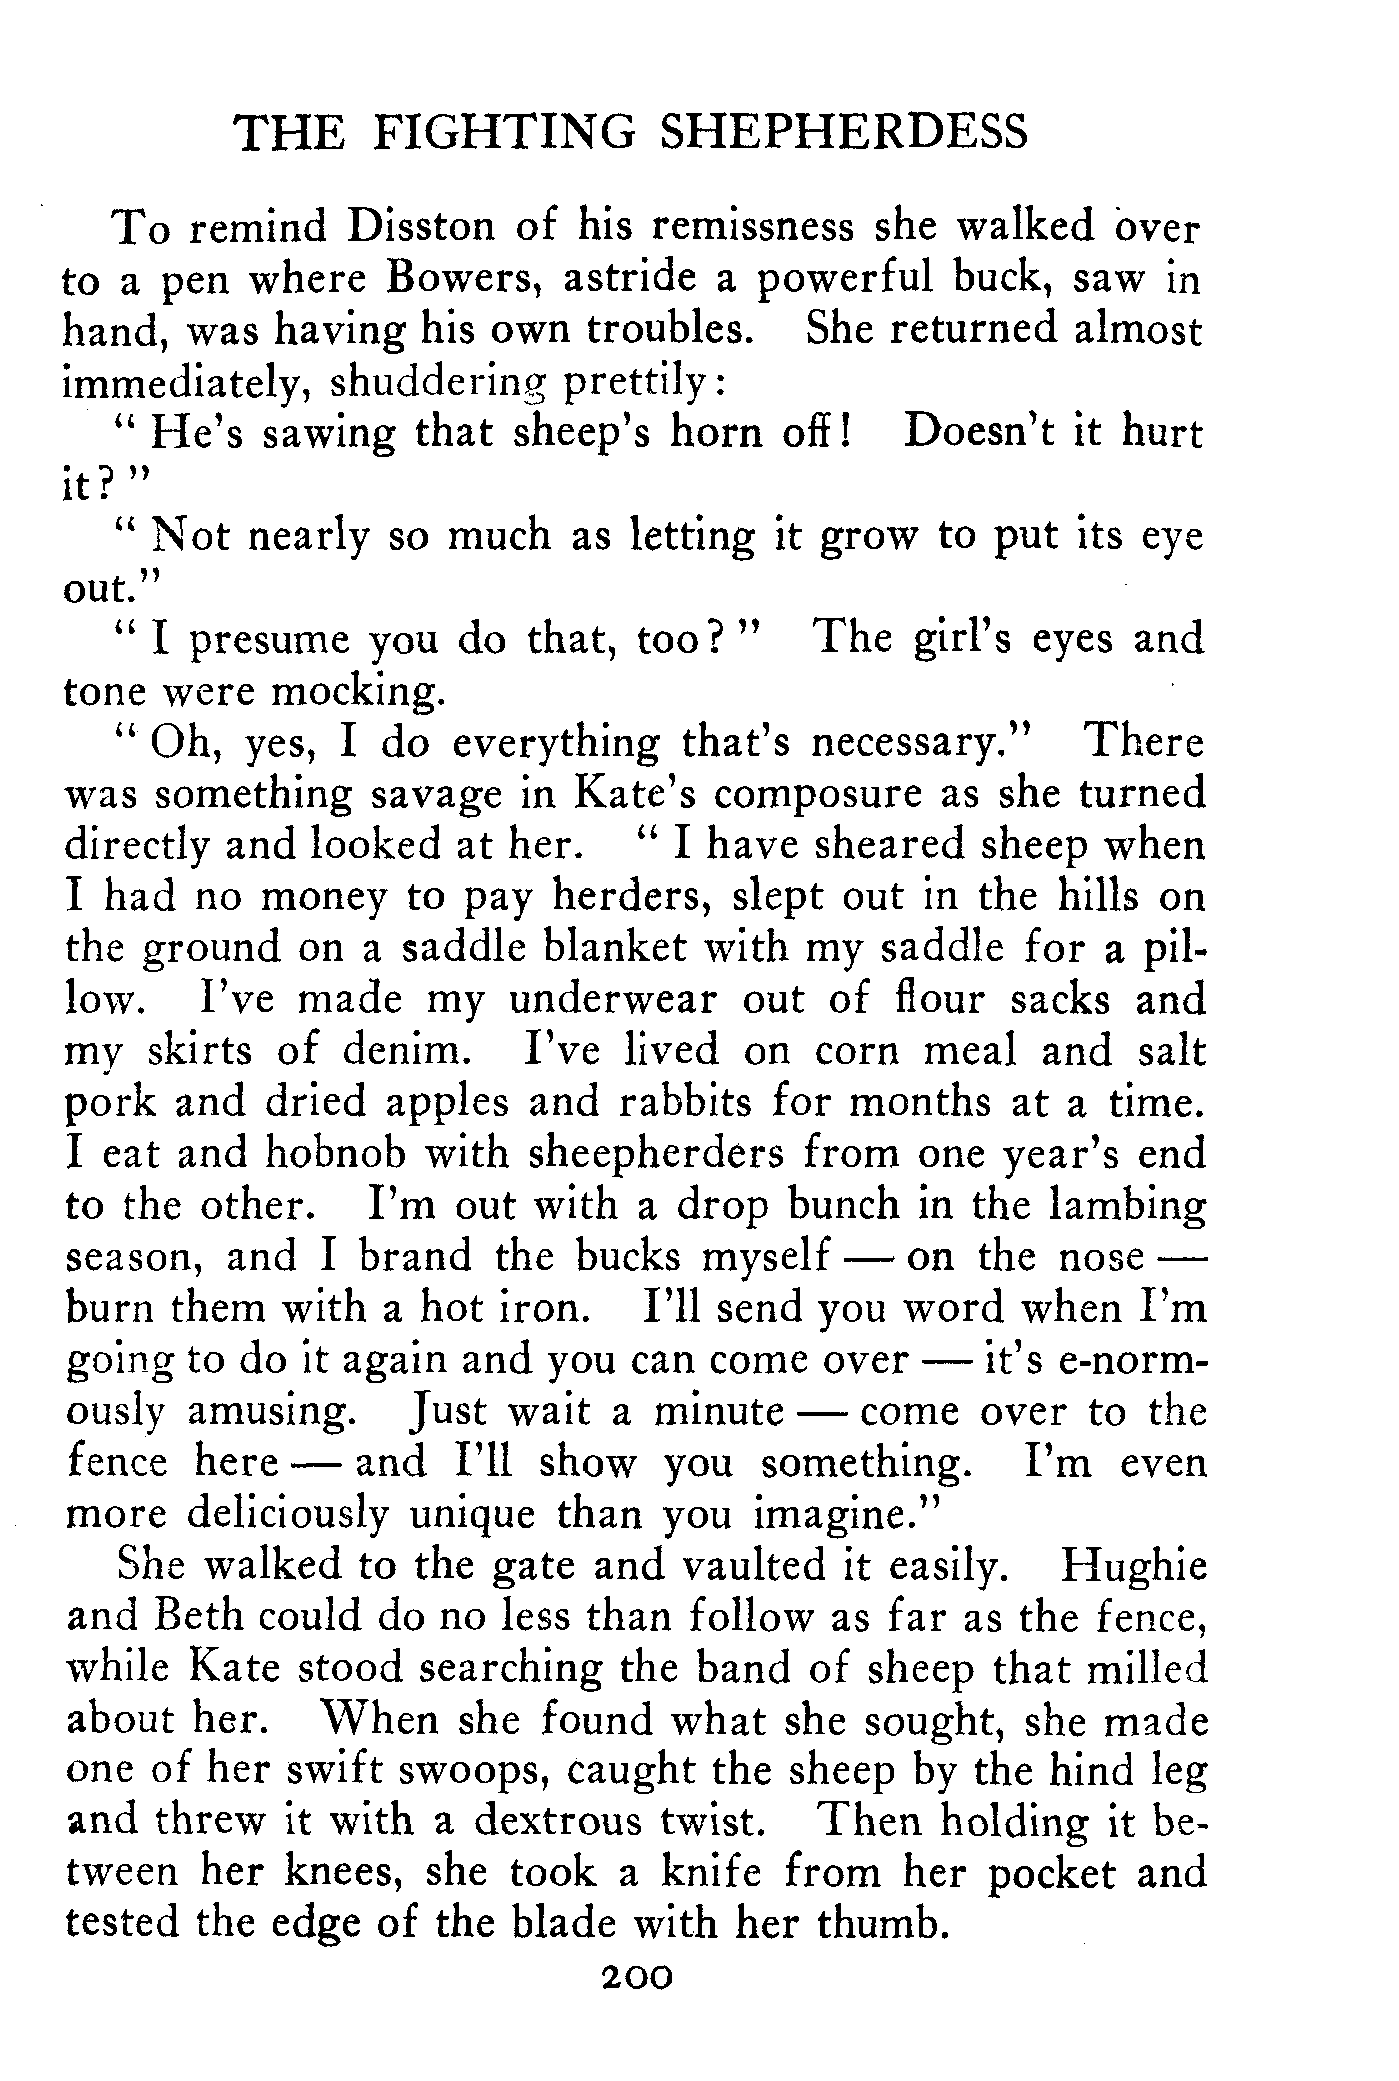 THE FIGHTING SHEPHERDESS
To remind Disston of his remissness she walked over
to a pen where Bowers, astride a powerful buck, saw in
hand, was having his own troubles. She returned almost
immediately, shuddering prettily:
“ He’s sawing that sheep’s horn off! Doesn’t it hurt
it? ”
“ Not nearly so much as letting it grow to put its eye
out.”
“ I presume you do that, too? ” The girl’s eyes and
tone were mocking.
“ Oh, yes, I do everything that’s necessary.” There
was something savage in Kate’s composure as she turned
directly and looked at her. “ I have sheared sheep when
I had no money to pay herders, slept out in the hills on
the ground on a saddle blanket with my saddle for a pil-
low. I’ve made my underwear out of flour sacks and
my skirts of denim. I’ve lived on corn meal and salt
pork and dried apples and rabbits for months at a time.
I eat and hobnob with sheepherders from one year’s end
to the other. I’m out with a drop bunch in the lambing
season, and I brand the bucks myself — on the nose —
burn them with a hot iron. I’ll send you word when I’m
going to do it again and you can come over — it’s e-norm-
ously amusing. Just wait a minute — come over to the
fence here — and I’ll show you something. I’m even
more deliciously unique than you imagine.”
She walked to the gate and vaulted it easily. Hughie
and Beth could do no less than follow as far as the fence,
while Kate stood searching the band of sheep that milled
about her. When she found what she sought, she made
one of her swift swoops, caught the sheep by the hind leg
and threw it with a dextrous twist. Then holding it be-
tween her knees, she took a knife from her pocket and
tested the edge of the blade with her thumb.
200